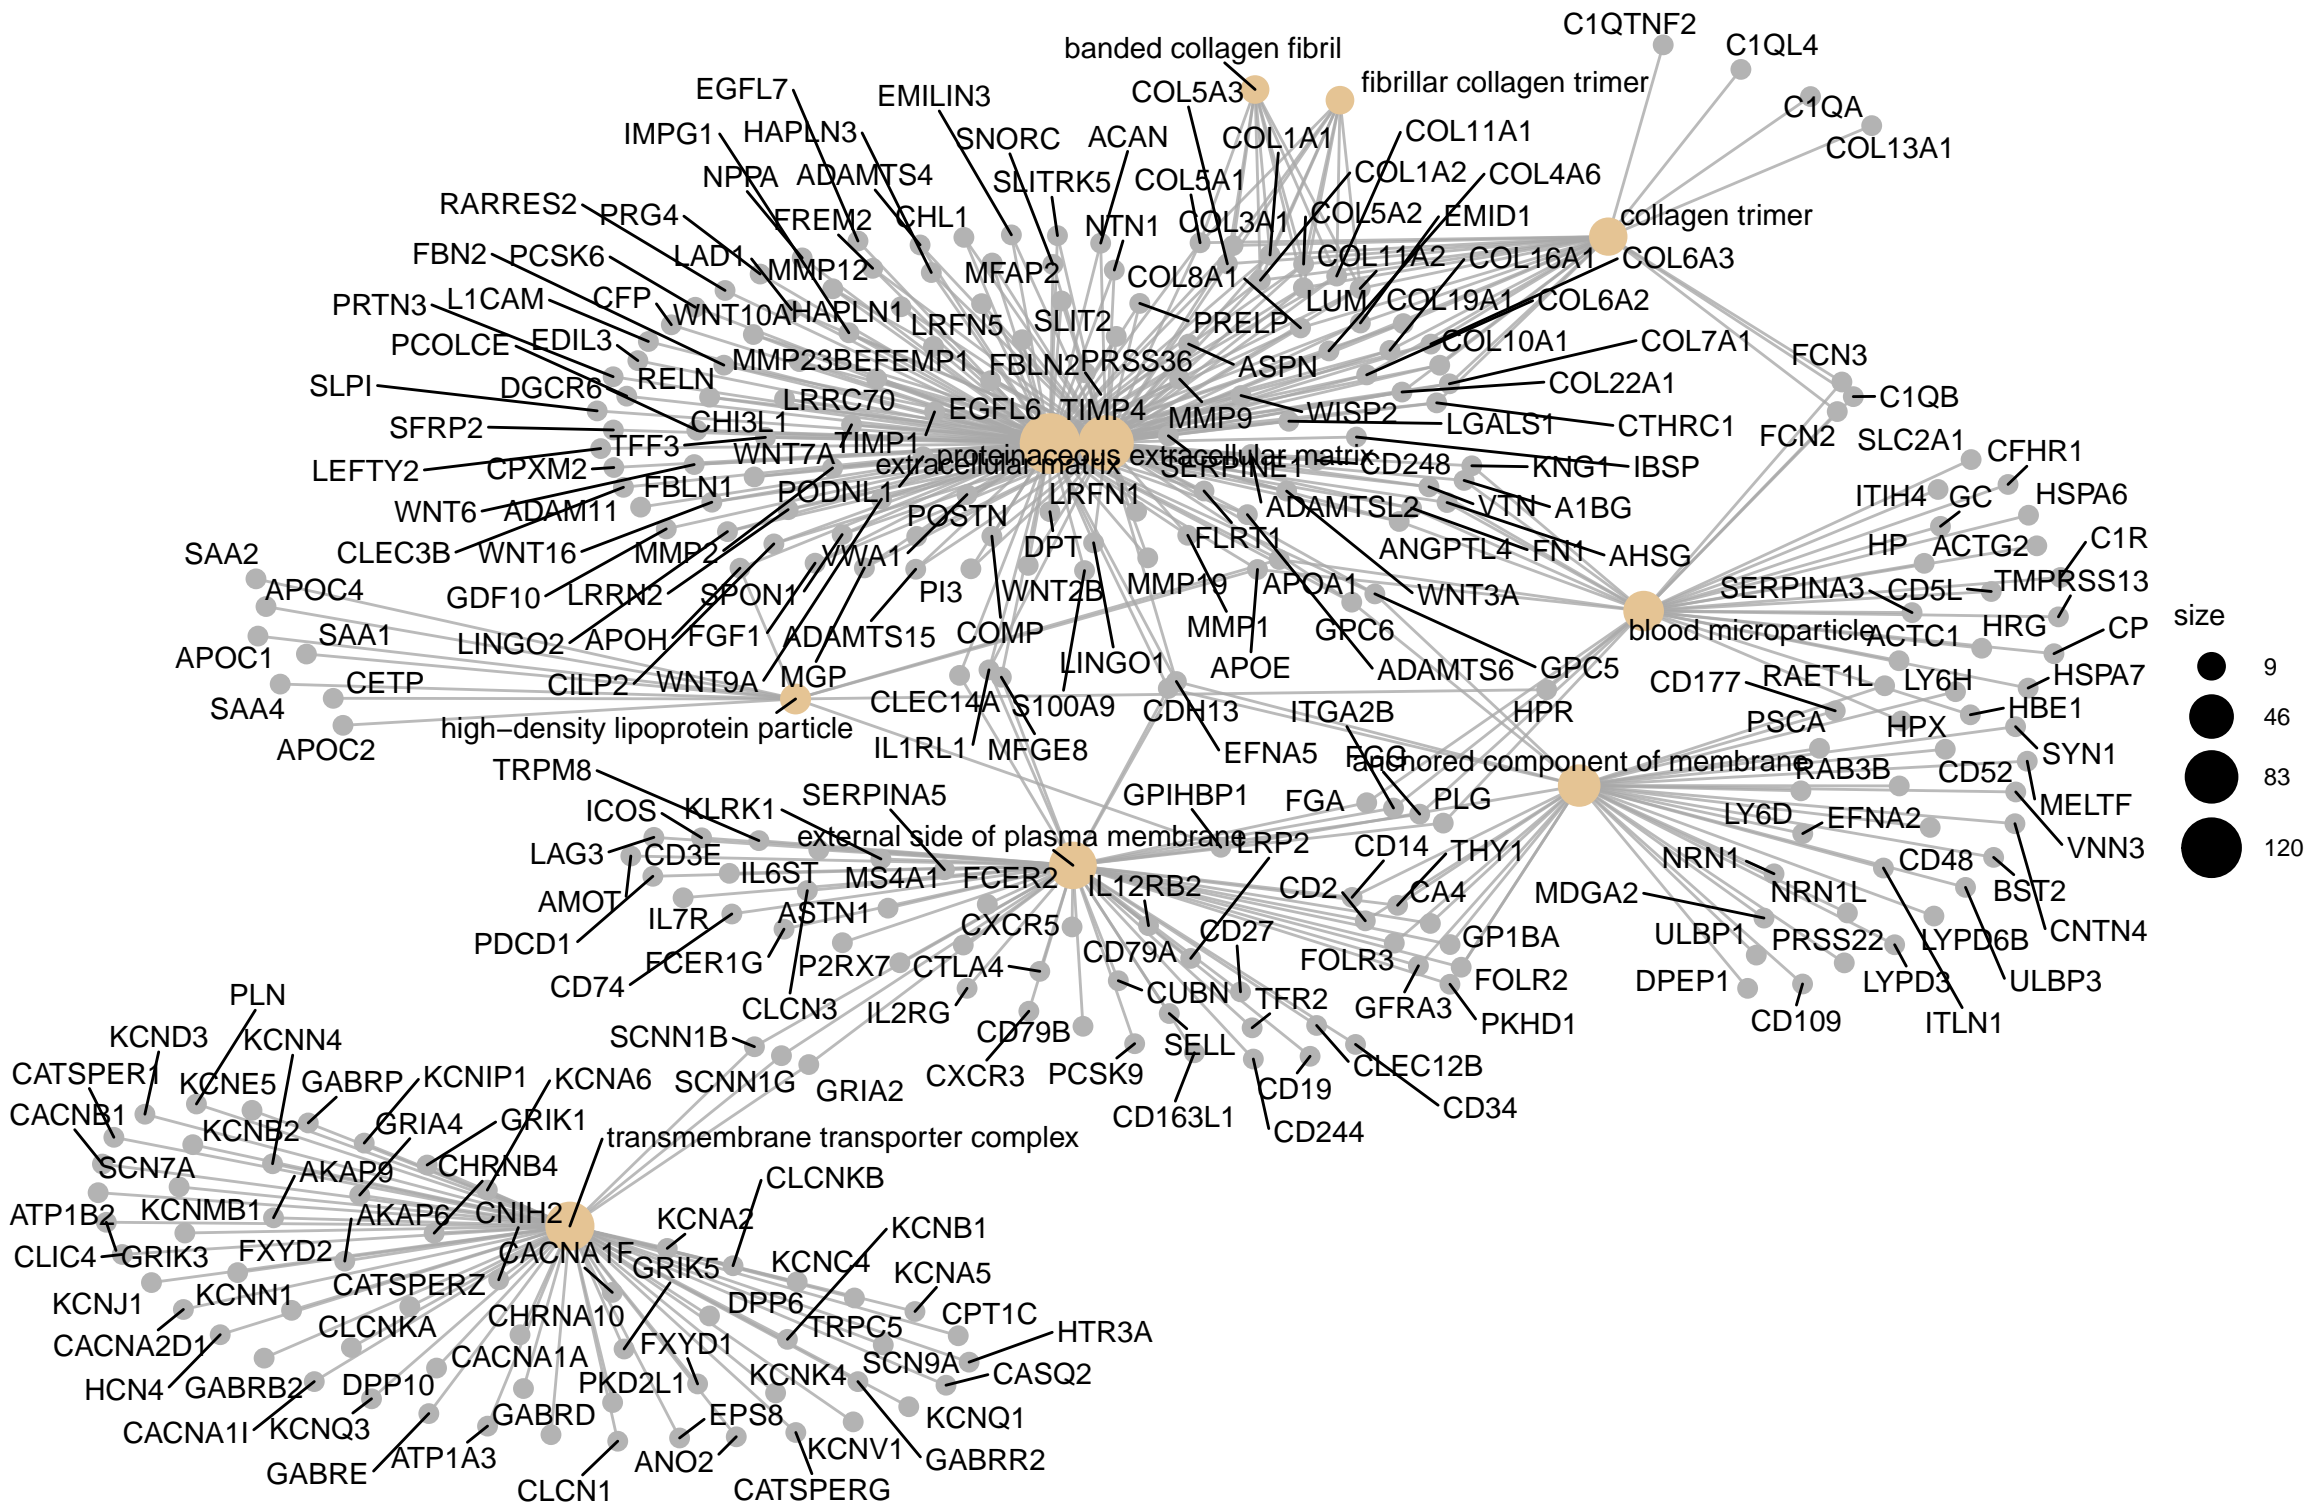 C1QTNF2
C1QL4
banded collagen fibril
fibrillar collagen trimer
EGFL7
EMILIN3
COL5A3
C1QA
IMPG1
HAPLN3
SNORC
ACAN
COL1A1
COL11A1
COL13A1
NPPA
ADAMTS4
SLITRK5
COL5A1
COL1A2
COL4A6
RARRES2
PRG4
FREM2
CHL1
NTN1
COL3A1
COL5A2
EMID1
collagen trimer
FBN2
PCSK6
LAD1
MMP12
MFAP2
COL8A1
COL11A2
COL16A1
COL6A3
PRTN3
L1CAM
CFP
WNT10A
HAPLN1
LRFN5
SLIT2
PRELP
LUM
COL19A1
COL6A2
PCOLCE
EDIL3
MMP23B
EFEMP1
FBLN2
PRSS36
ASPN
COL10A1
COL7A1
FCN3
SLPI
DGCR6
RELN
LRRC70
EGFL6
TIMP4
MMP9
WISP2
COL22A1
C1QB
SFRP2
TFF3
CHI3L1
TIMP1
LGALS1
CTHRC1
FCN2
SLC2A1
LEFTY2
CPXM2
WNT7A
extracellular matrix
proteinaceous extracellular matrix
SERPINE1
CD248
KNG1
IBSP
CFHR1
WNT6
ADAM11
FBLN1
PODNL1
LRFN1
ADAMTSL2
VTN
A1BG
ITIH4
GC
HSPA6
CLEC3B
WNT16
MMP2
POSTN
VWA1
DPT
FLRT1
ANGPTL4
FN1
AHSG
HP
ACTG2
C1R
SAA2
APOC4
GDF10
LRRN2
SPON1
PI3
WNT2B
MMP19
APOA1
WNT3A
SERPINA3
CD5L
TMPRSS13
SAA1
LINGO2
APOH
FGF1
ADAMTS15
COMP
MMP1
GPC6
blood microparticle
ACTC1
HRG
CP
APOC1
CETP
CILP2
WNT9A
MGP
LINGO1
APOE
ADAMTS6
GPC5
CD177
RAET1L
LY6H
HSPA7
SAA4
CLEC14A
S100A9
CDH13
ITGA2B
HPR
PSCA
HPX
HBE1
APOC2
high−density lipoprotein particle
IL1RL1
MFGE8
EFNA5
FGG
anchored component of membrane
SYN1
TRPM8
RAB3B
CD52
ICOS
KLRK1
SERPINA5
GPIHBP1
FGA
PLG
MELTF
LAG3
CD3E
external side of plasma membrane
LRP2
CD14
THY1
LY6D
EFNA2
VNN3
AMOT
IL6ST
MS4A1
FCER2
IL12RB2
CD2
CA4
NRN1
CD48
BST2
IL7R
ASTN1
CXCR5
CD27
MDGA2
NRN1L
PDCD1
FCER1G
P2RX7
CTLA4
CD79A
FOLR3
GP1BA
ULBP1
PRSS22
LYPD6B
CNTN4
CD74
CLCN3
IL2RG
CUBN
TFR2
GFRA3
FOLR2
DPEP1
LYPD3
ULBP3
PLN
SCNN1B
CD79B
SELL
PKHD1
CD109
ITLN1
KCND3
KCNN4
SCNN1G
GRIA2
CXCR3
PCSK9
CD19
CLEC12B
CATSPER1
KCNE5
GABRP
KCNIP1
KCNA6
CD163L1
CD244
CD34
CACNB1
KCNB2
GRIA4
GRIK1
transmembrane transporter complex
SCN7A
AKAP9
CHRNB4
CLCNKB
ATP1B2
KCNMB1
AKAP6
CNIH2
KCNA2
KCNB1
CLIC4
GRIK3
FXYD2
CACNA1F
GRIK5
KCNC4
KCNA5
KCNJ1
KCNN1
CATSPERZ
CHRNA10
DPP6
CPT1C
CACNA2D1
CLCNKA
CACNA1A
FXYD1
TRPC5
HTR3A
HCN4
GABRB2
DPP10
PKD2L1
KCNK4
SCN9A
CASQ2
CACNA1I
KCNQ3
GABRD
EPS8
KCNQ1
GABRE
ATP1A3
ANO2
KCNV1
GABRR2
CLCN1
CATSPERG
size
9
46
83
120